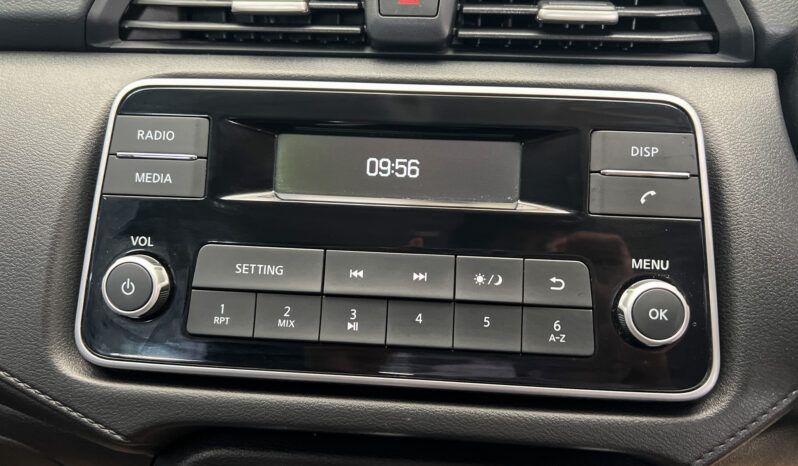 RADIO
MEDIA
09:56
DISP
VOL
MENU
SETTING
OK
1 2 3 4 5 6
RPT MIX A-Z